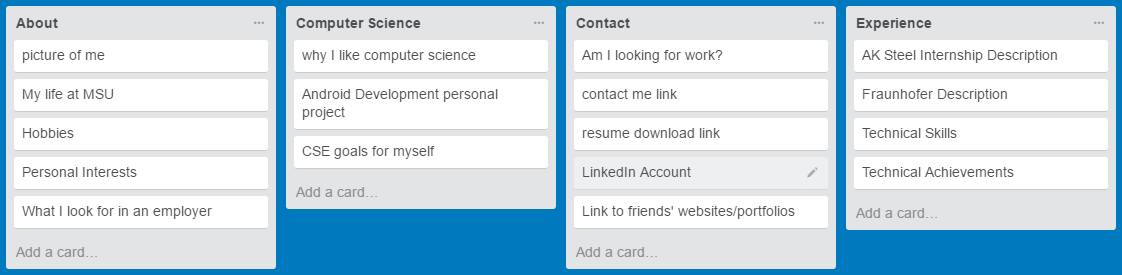 About
picture of me
My life at MSU
Hobbies
Personal Interests
What I look for in an employer
Add a card…
Computer Science
why I like computer science
Android Development personal
project
CSE goals for myself
Add a card…
Contact
Am I looking for work?
contact me link
resume download link
LinkedIn Account
Link to friends' websites/portfolios
Add a card…
Experience
AK Steel Internship Description
Fraunhofer Description
Technical Skills
Technical Achievements
Add a card…